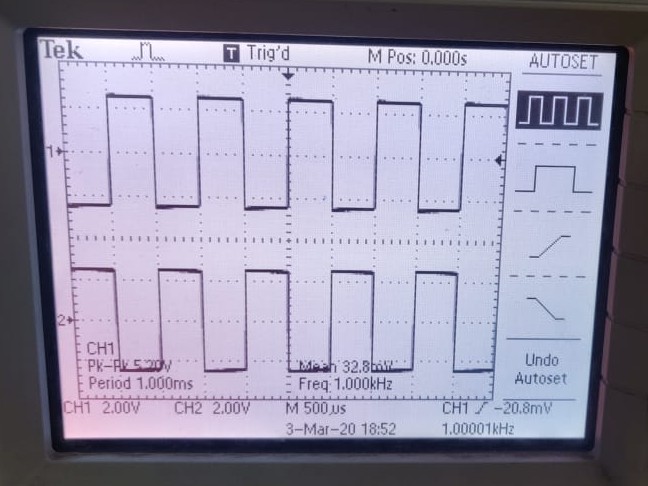 Tek T Trig'd M Pos: 0.000s AUTOSET
1
2
CH1
Pk-Pk 5.20V Mean 32.8mV
Period 1.000ms Freq 1.000kHz
Undo
Autoset
CH1 2.00V CH2 2.00V M 500µs CH1 -20.8mV
3-Mar-20 18:52 1.00001kHz